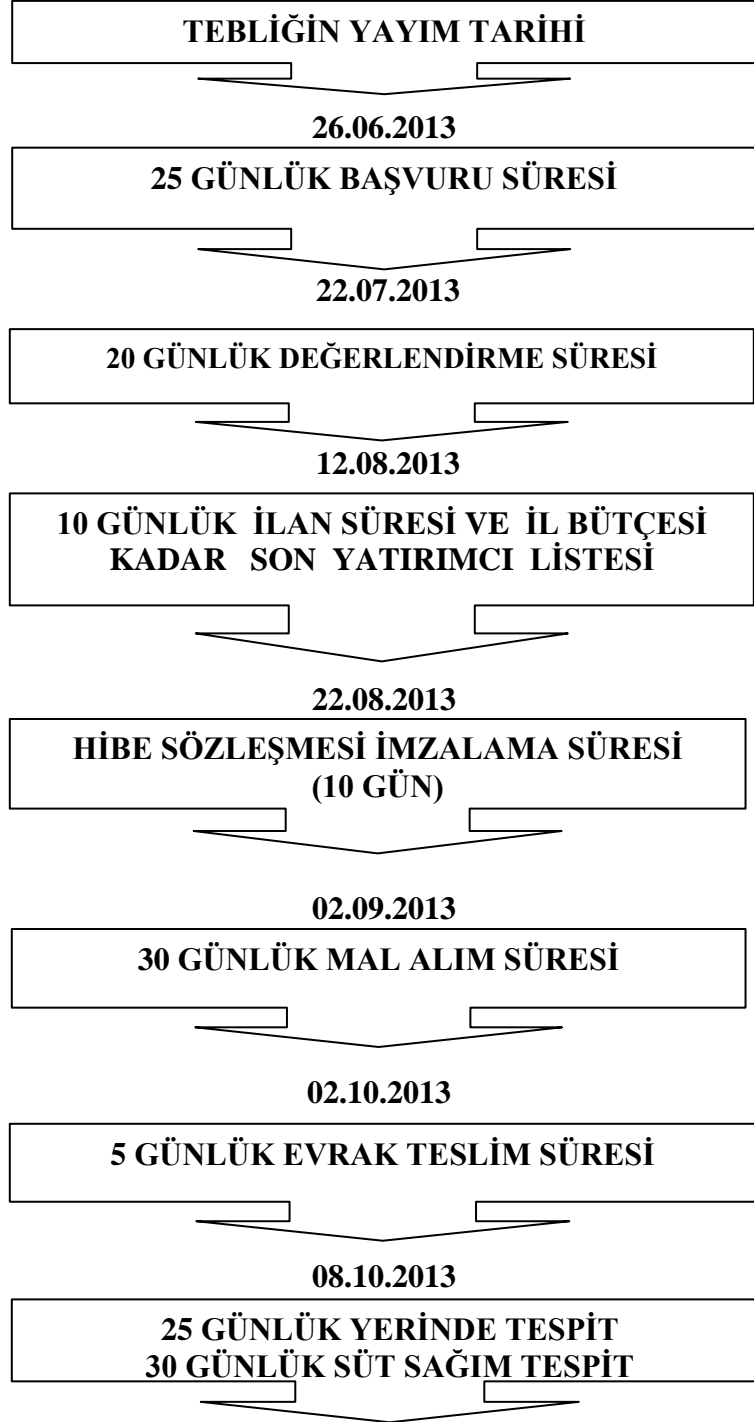 TEBLİĞİN YAYIM TARİHİ
26.06.2013
25 GÜNLÜK BAŞVURU SÜRESİ
22.07.2013
20 GÜNLÜK DEĞERLENDİRME SÜRESİ
12.08.2013
10 GÜNLÜK İLAN SÜRESİ VE İL BÜTÇESİ
KADAR SON YATIRIMCI LİSTESİ
22.08.2013
HİBE SÖZLEŞMESİ İMZALAMA SÜRESİ
(10 GÜN)
02.09.2013
30 GÜNLÜK MAL ALIM SÜRESİ
02.10.2013
5 GÜNLÜK EVRAK TESLİM SÜRESİ
08.10.2013
25 GÜNLÜK YERİNDE TESPİT
30 GÜNLÜK SÜT SAĞIM TESPİT